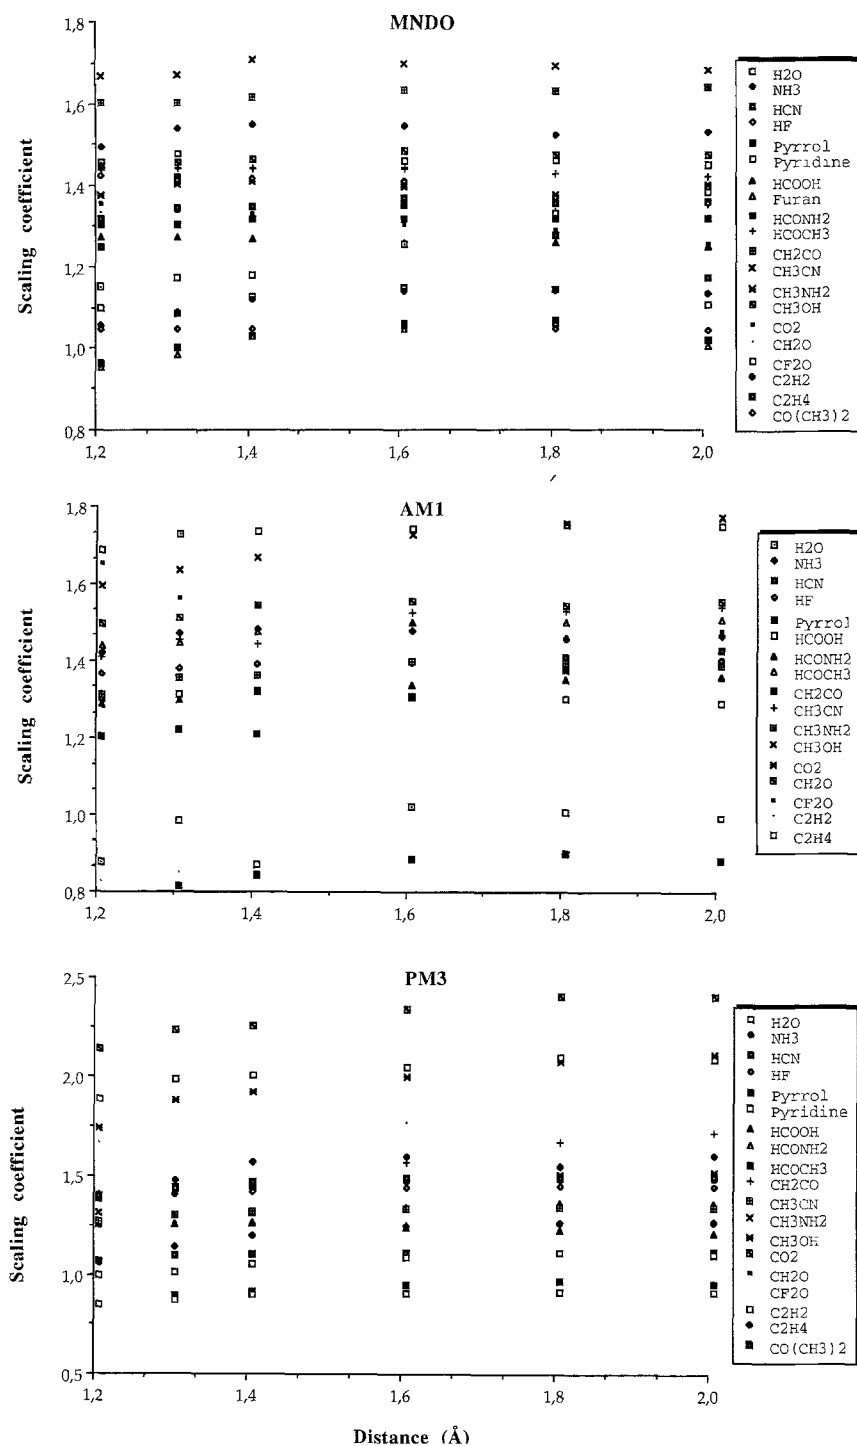 MNDO
Scaling coefficient
1,8
1,6
1,4
1,2
1,0
0,8
1,2
1,4
1,6
1,8
2,0
H2O
NH3
HCN
HF
Pyrrol
Pyridine
HCOOH
Furan
HCONH2
HCOCH3
CH2CO
CH3CN
CH3NH2
CH3OH
CO2
CH2O
CF2O
C2H2
C2H4
CO(CH3)2
AM1
Scaling coefficient
1,8
1,6
1,4
1,2
1,0
0,8
1,2
1,4
1,6
1,8
2,0
H2O
NH3
HCN
HF
Pyrrol
HCOOH
HCONH2
HCOCH3
CH2CO
CH3CN
CH3NH2
CH3OH
CO2
CH2O
CF2O
C2H2
C2H4
PM3
Scaling coefficient
2,5
2,0
1,5
1,0
0,5
1,2
1,4
1,6
1,8
2,0
H2O
NH3
HCN
HF
Pyrrol
Pyridine
HCOOH
HCONH2
HCOCH3
CH2CO
CH3CN
CH3NH2
CH3OH
CO2
CH2O
CF2O
C2H2
C2H4
CO(CH3)2
Distance (Å)